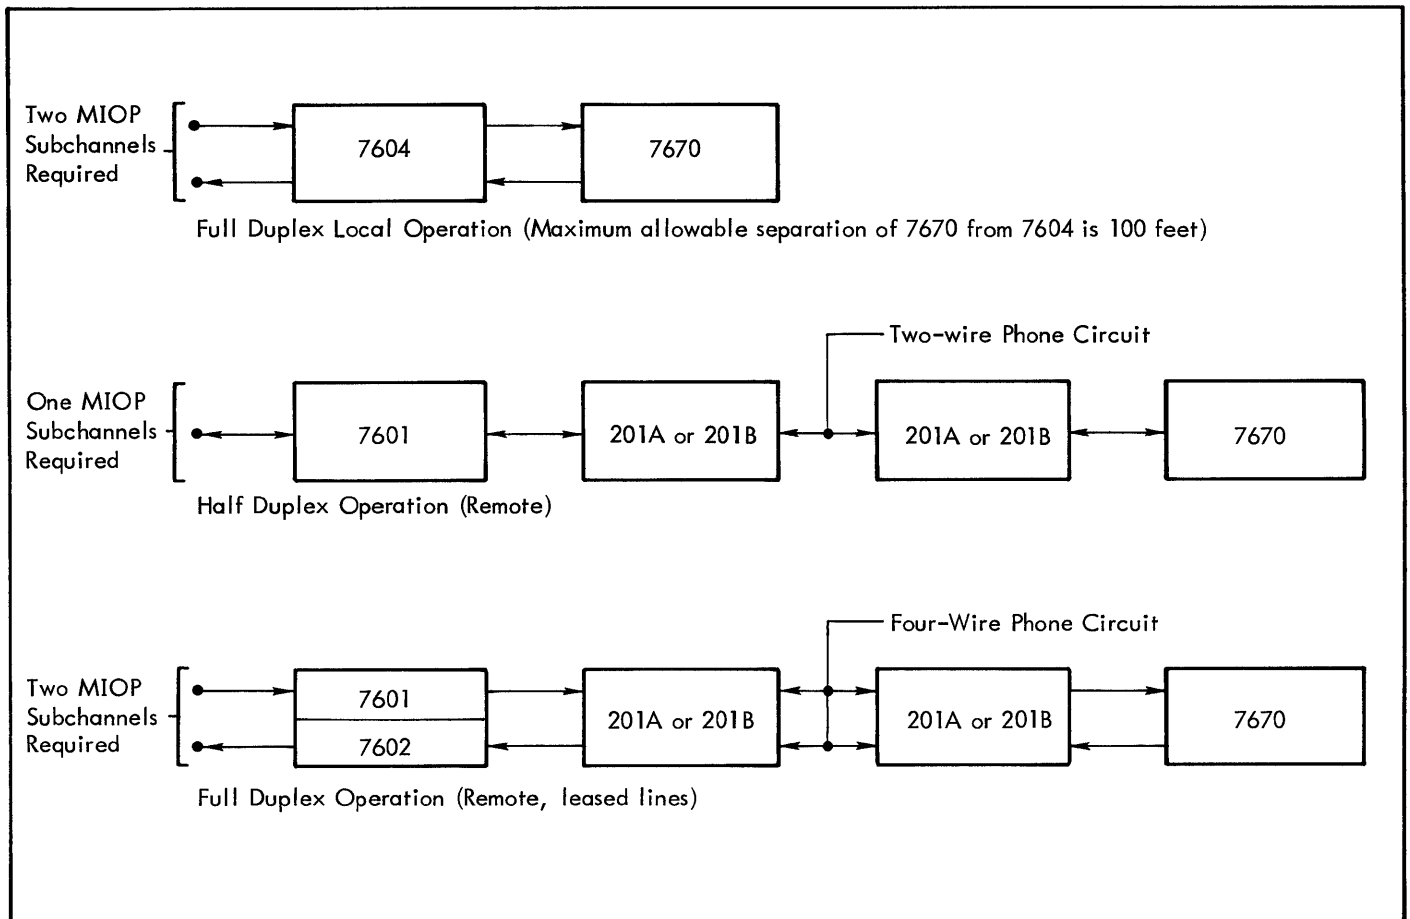 Two MIOP
Subchannels
Required
7604
7670
Full Duplex Local Operation (Maximum allowable separation of 7670 from 7604 is 100 feet)
Two-wire Phone Circuit
One MIOP
Subchannels
Required
7601
201A or 201B
201A or 201B
7670
Half Duplex Operation (Remote)
Four-Wire Phone Circuit
Two MIOP
Subchannels
Required
7601
7602
201A or 201B
201A or 201B
7670
Full Duplex Operation (Remote, leased lines)